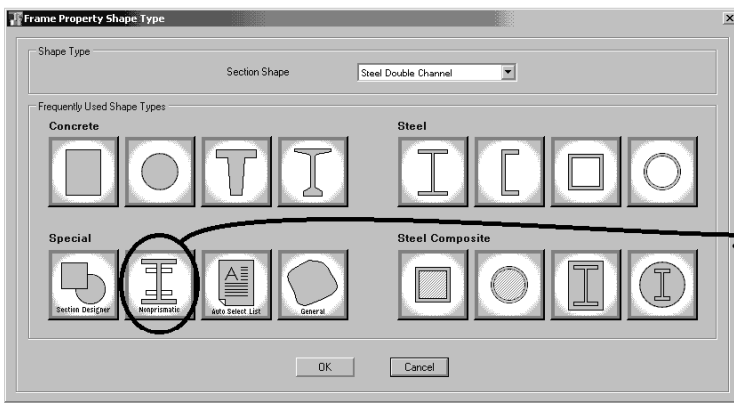 Frame Property Shape Type
Shape Type
Section Shape
Steel Double Channel
Frequently Used Shape Types
Concrete
Steel
Special
Section Designer
Nonprismatic
A
Auto Select List
General
Steel Composite
OK
Cancel